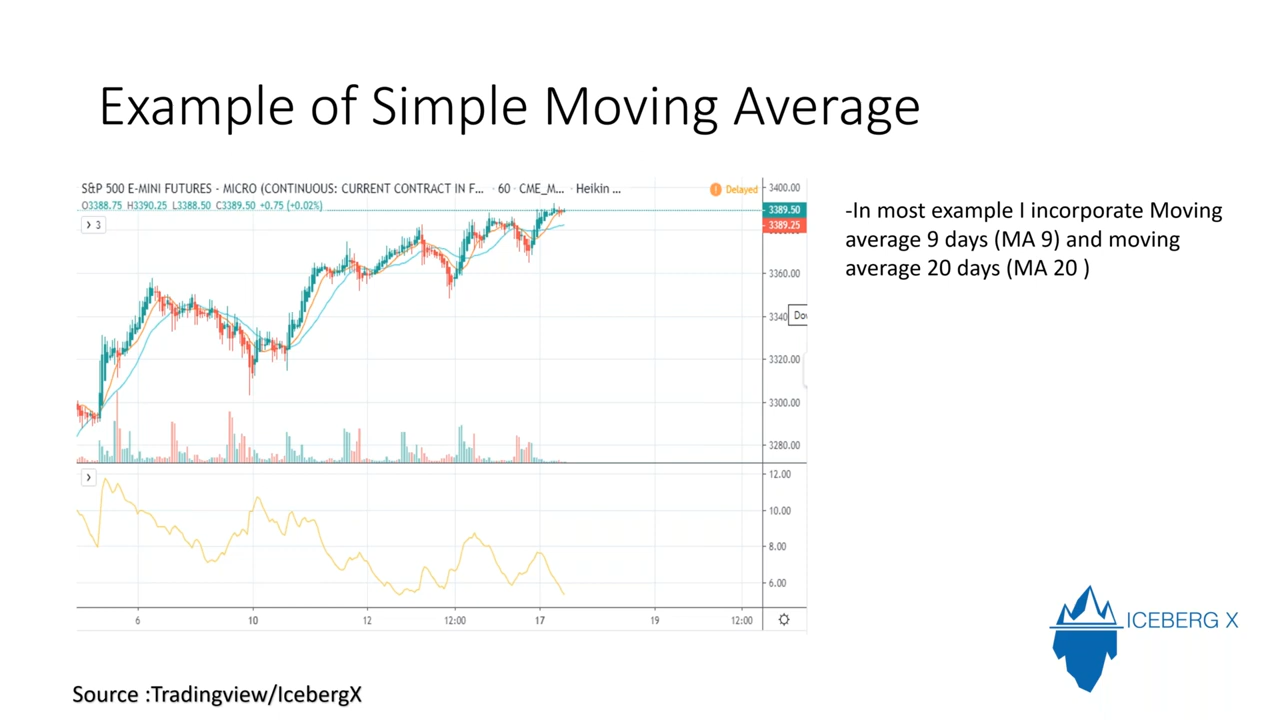 Example of Simple Moving Average
S&P 500 E-MINI FUTURES - MICRO (CONTINUOUS: CURRENT CONTRACT IN F... · 60 · CME_M... · Heikin ...
Delayed
O3388.75 H3390.25 L3388.50 C3389.50 +0.75 (+0.02%)
3
3400.00
3389.50
3389.25
3360.00
3340
Do
3320.00
3300.00
3280.00
12.00
10.00
8.00
6.00
6 10 12 12:00 17 19 12:00
-In most example I incorporate Moving
average 9 days (MA 9) and moving
average 20 days (MA 20 )
ICEBERG X
Source :Tradingview/IcebergX